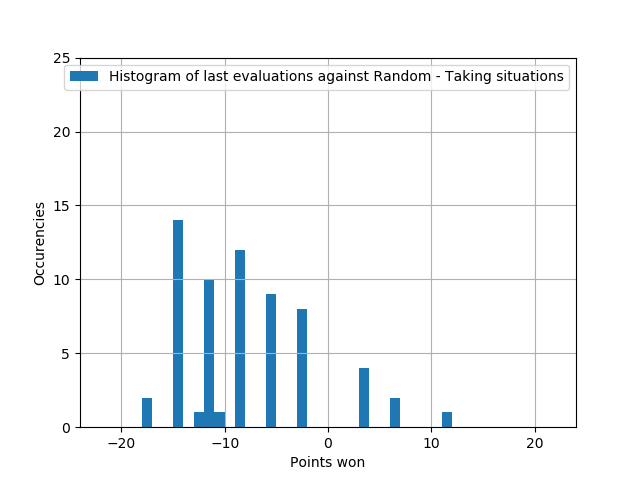 Histogram of last evaluations against Random - Taking situations
25
20
15
10
5
0
Occurencies
−20 −10 0 10 20
Points won